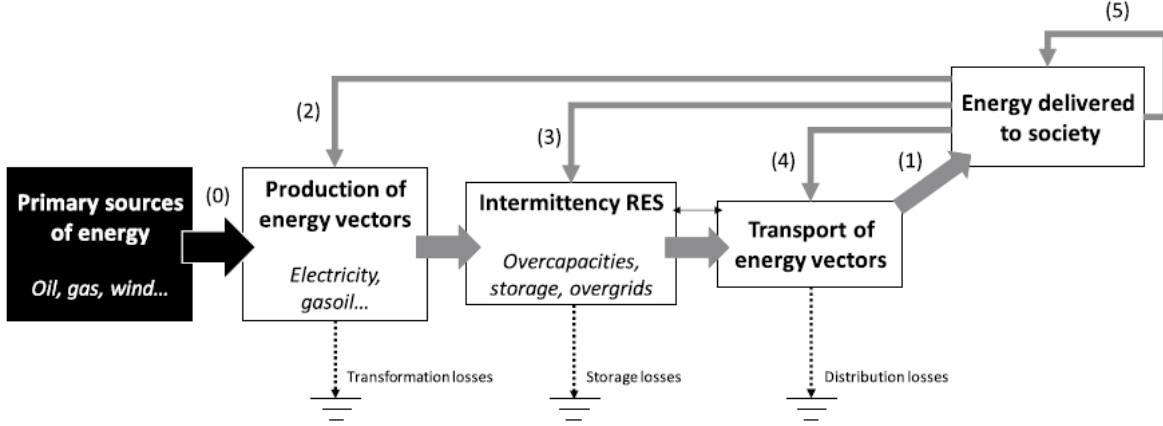 (5)
Energy delivered
to society
(2)
(3)
(4)
(1)
Primary sources
of energy
Oil, gas, wind...
(0)
Production of
energy vectors
Electricity,
gasoil...
Intermittency RES
Overcapacities,
storage, overgrids
Transport of
energy vectors
Transformation losses
Storage losses
Distribution losses